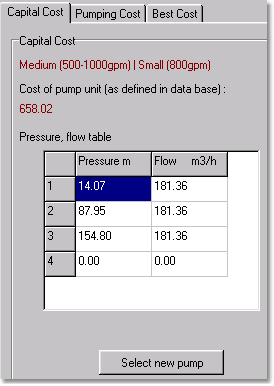 Capital Cost Pumping Cost Best Cost
Capital Cost
Medium (500-1000gpm) | Small (800gpm)
Cost of pump unit (as defined in data base) :
658.02
Pressure, flow table
Pressure m Flow m3/h
1 14.07 181.36
2 87.95 181.36
3 154.80 181.36
4 0.00 0.00
Select new pump